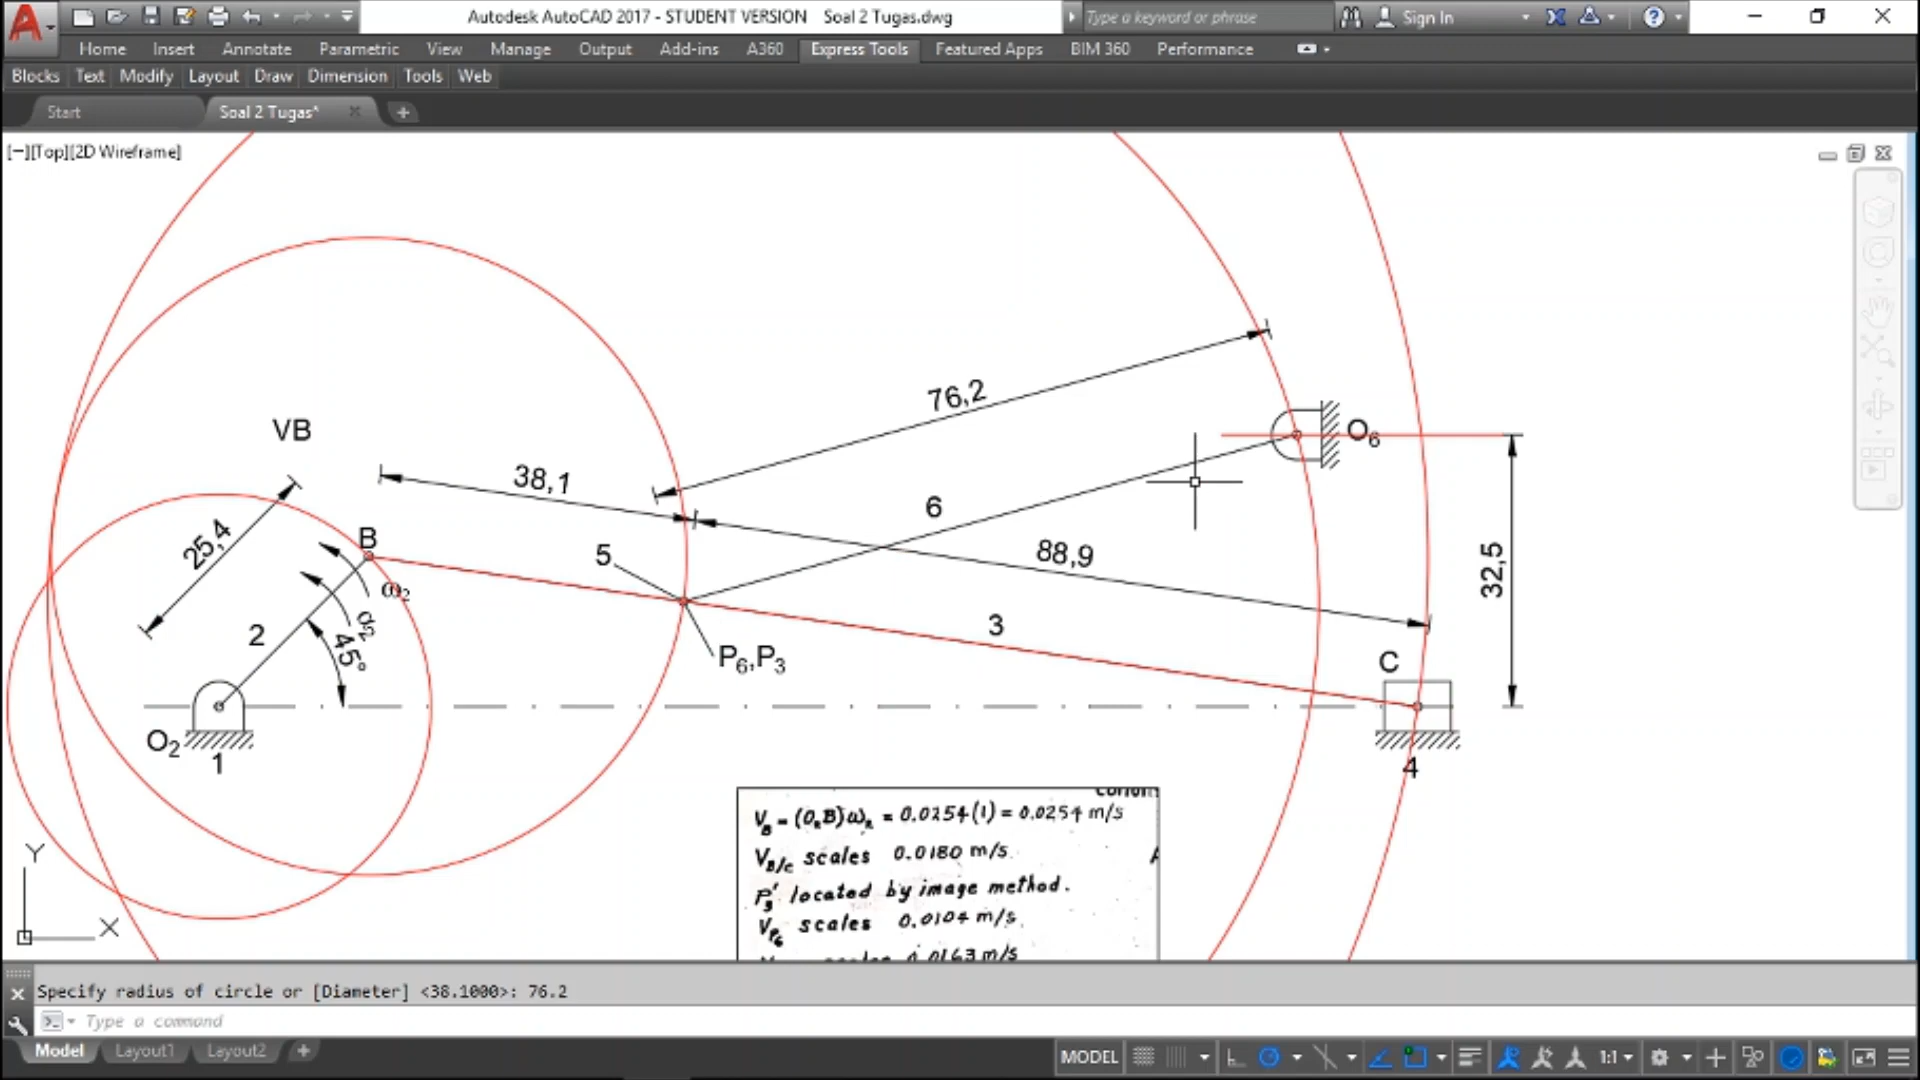 Autodesk AutoCAD 2017 - STUDENT VERSION Soal 2 Tugas.dwg
Type a keyword or phrase
Sign In
Home Insert Annotate Parametric View Manage Output Add-ins A360 Express Tools Featured Apps BIM 360 Performance
Blocks Text Modify Layout Draw Dimension Tools Web
Start
Soal 2 Tugas*
[−][Top][2D Wireframe]
76,2
VB
O6
38,1
6
25,4
B
5
88,9
32,5
ω2
α2
2
45°
3
P6,P3
C
O2
1
4
VB = (O2B)ω2 = 0.0254(1) = 0.0254 m/s
VB/C scales 0.0180 m/s
P3' located by image method.
VP6 scales 0.0104 m/s
0.0163 m/s
Y
X
Specify radius of circle or [Diameter] <38.1000>: 76.2
Type a command
Model Layout1 Layout2
MODEL
1:1